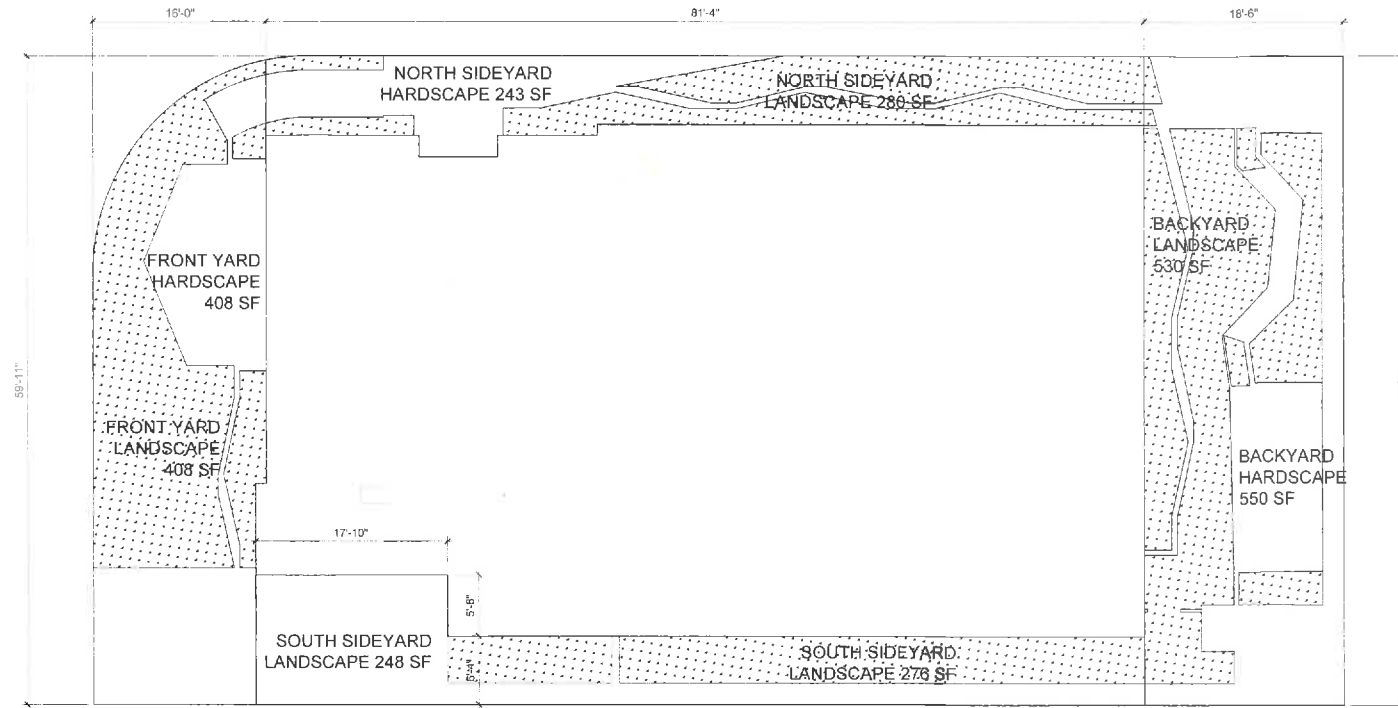 16'-0" 81'-4" 18'-6"
NORTH SIDEYARD
HARDSCAPE 243 SF
NORTH SIDEYARD
LANDSCAPE 280 SF
FRONT YARD
HARDSCAPE
408 SF
BACKYARD
LANDSCAPE
530 SF
59'-11"
FRONT YARD
LANDSCAPE
408 SF
BACKYARD
HARDSCAPE
550 SF
17'-10"
5'-8"
SOUTH SIDEYARD
LANDSCAPE 248 SF
SOUTH SIDEYARD
LANDSCAPE 276 SF